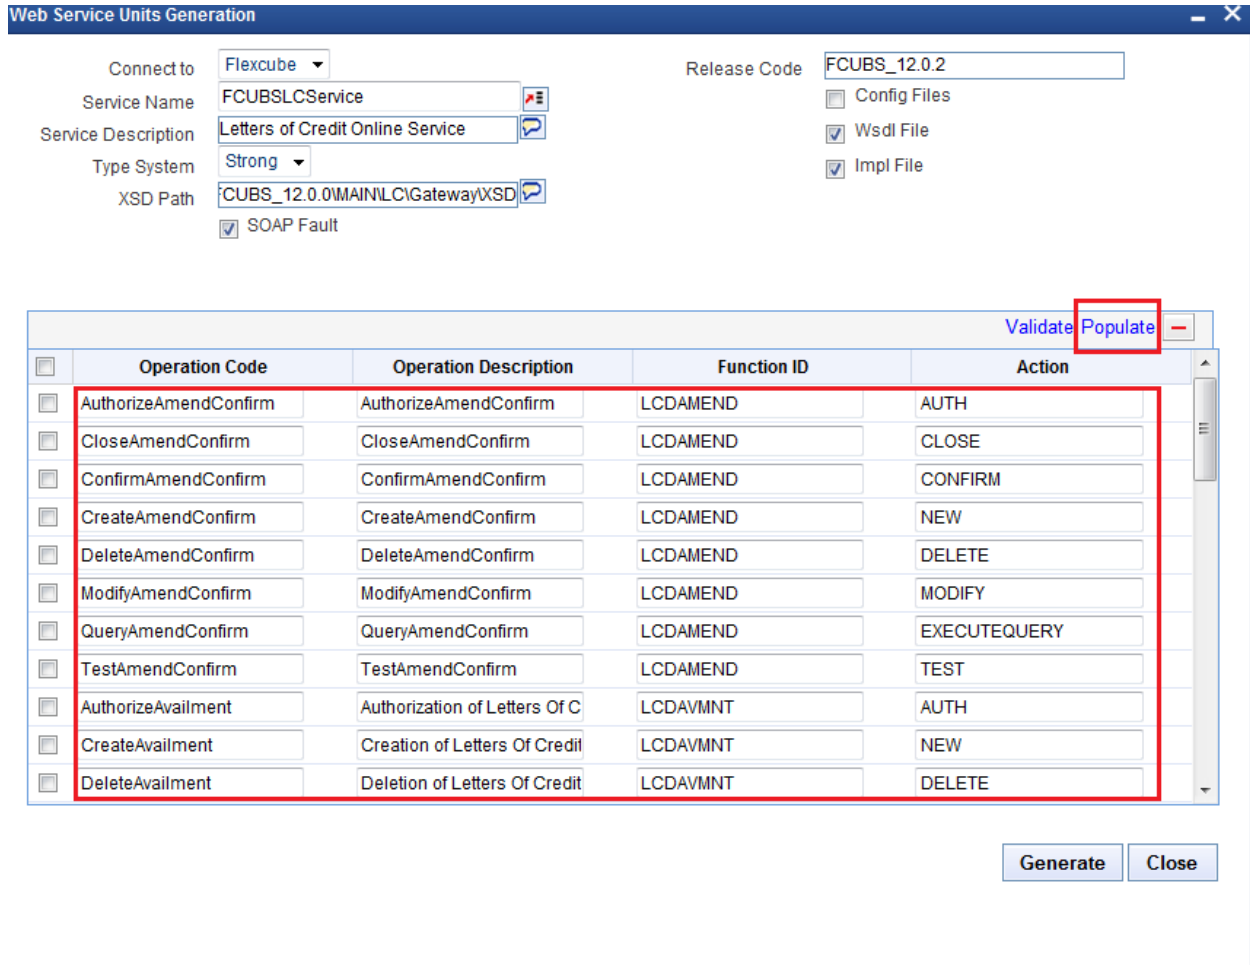 Web Service Units Generation
Connect to Flexcube Release Code FCUBS_12.0.2
Service Name FCUBSLCService Config Files
Service Description Letters of Credit Online Service Wsdl File
Type System Strong Impl File
XSD Path FCUBS_12.0.0\MAIN\LC\Gateway\XSD
SOAP Fault
Validate Populate
Operation Code Operation Description Function ID Action
AuthorizeAmendConfirm AuthorizeAmendConfirm LCDAMEND AUTH
CloseAmendConfirm CloseAmendConfirm LCDAMEND CLOSE
ConfirmAmendConfirm ConfirmAmendConfirm LCDAMEND CONFIRM
CreateAmendConfirm CreateAmendConfirm LCDAMEND NEW
DeleteAmendConfirm DeleteAmendConfirm LCDAMEND DELETE
ModifyAmendConfirm ModifyAmendConfirm LCDAMEND MODIFY
QueryAmendConfirm QueryAmendConfirm LCDAMEND EXECUTEQUERY
TestAmendConfirm TestAmendConfirm LCDAMEND TEST
AuthorizeAvailment Authorization of Letters Of C LCDAVMNT AUTH
CreateAvailment Creation of Letters Of Credit LCDAVMNT NEW
DeleteAvailment Deletion of Letters Of Credit LCDAVMNT DELETE
Generate Close